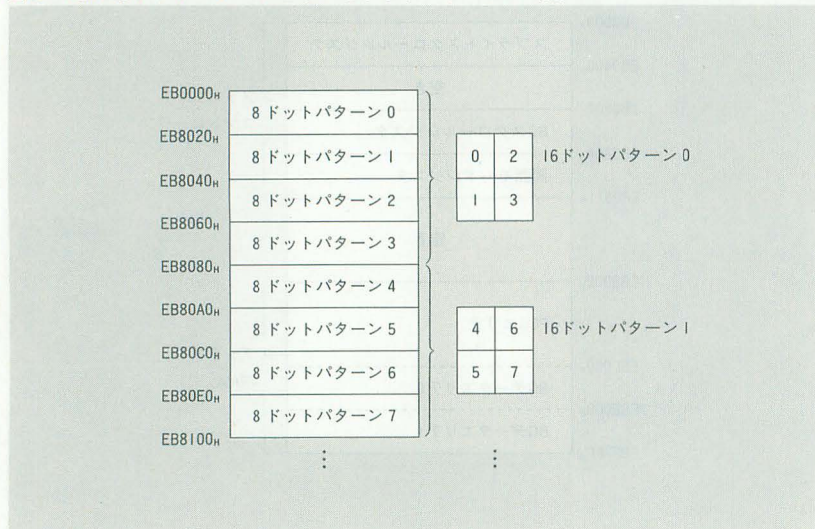 EB0000H
8ドットパターン0
EB8020H
8ドットパターン1
EB8040H
8ドットパターン2
EB8060H
8ドットパターン3
EB8080H
0 2
1 3
16ドットパターン0
8ドットパターン4
EB80A0H
8ドットパターン5
EB80C0H
8ドットパターン6
EB80E0H
8ドットパターン7
EB8100H
4 6
5 7
16ドットパターン1
⋮ ⋮